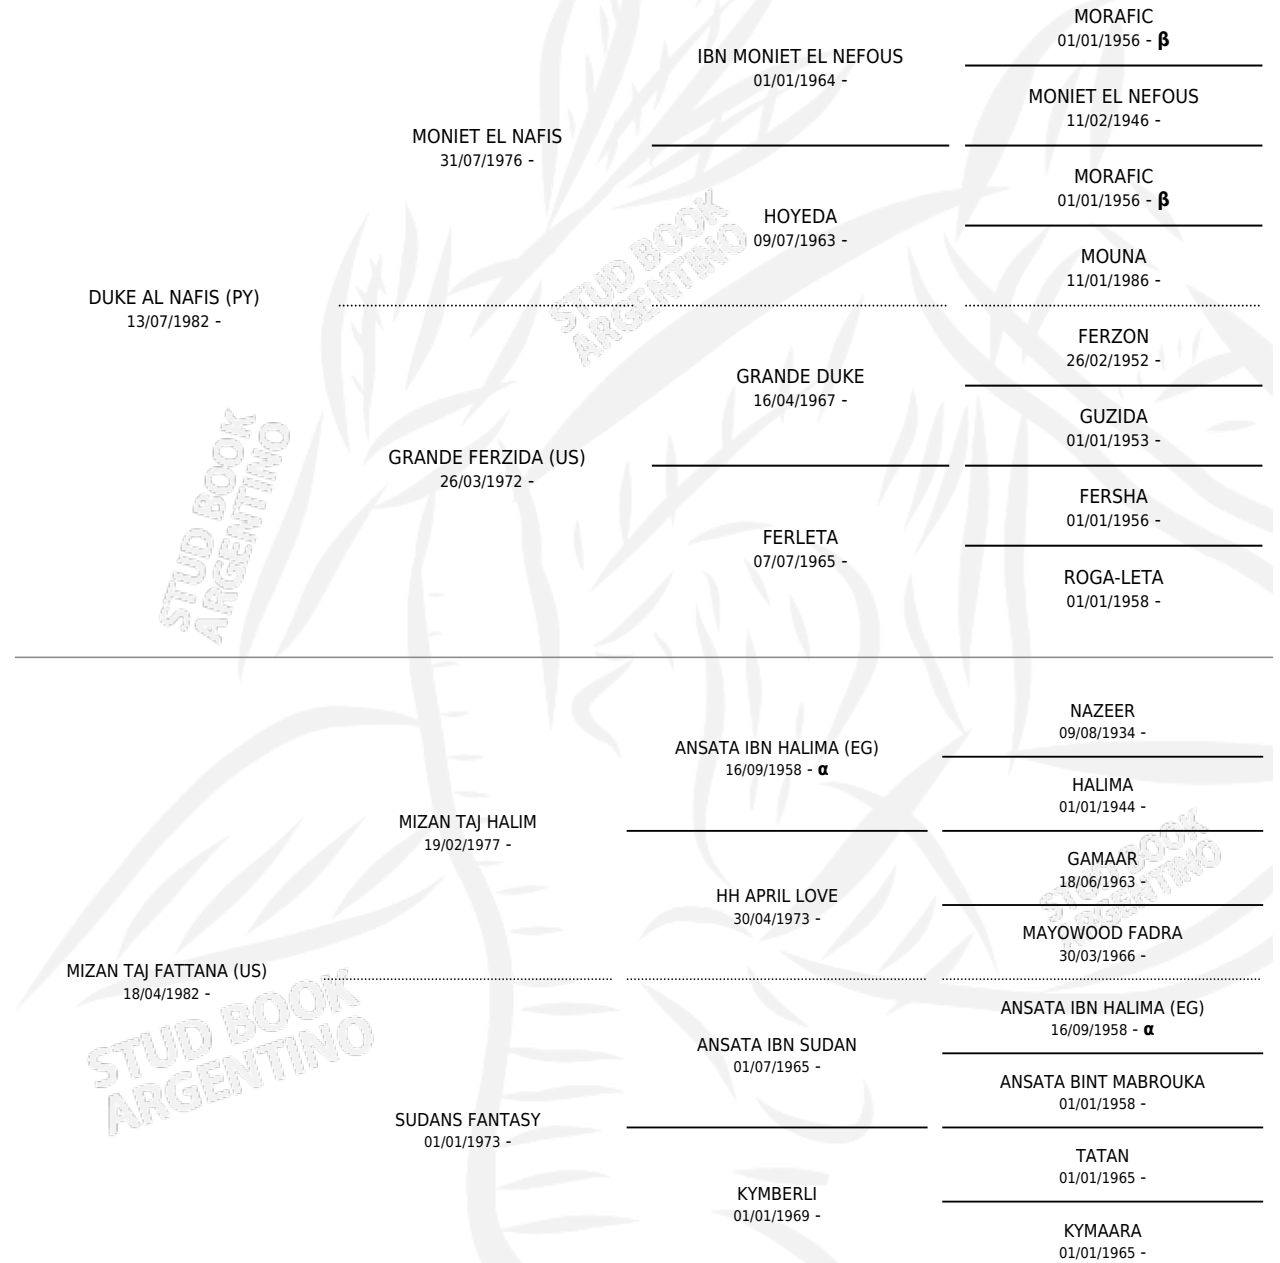 MORAFIC
01/01/1956 - β
IBN MONIET EL NEFOUS
01/01/1964 -
MONIET EL NEFOUS
11/02/1946 -
MONIET EL NAFIS
31/07/1976 -
MORAFIC
01/01/1956 - β
HOYEDA
09/07/1963 -
MOUNA
11/01/1986 -
DUKE AL NAFIS (PY)
13/07/1982 -
FERZON
26/02/1952 -
GRANDE DUKE
16/04/1967 -
GUZIDA
01/01/1953 -
GRANDE FERZIDA (US)
26/03/1972 -
FERSHA
01/01/1956 -
FERLETA
07/07/1965 -
ROGA-LETA
01/01/1958 -
NAZEER
09/08/1934 -
ANSATA IBN HALIMA (EG)
16/09/1958 - α
HALIMA
01/01/1944 -
MIZAN TAJ HALIM
19/02/1977 -
GAMAAR
18/06/1963 -
HH APRIL LOVE
30/04/1973 -
MAYOWOOD FADRA
30/03/1966 -
MIZAN TAJ FATTANA (US)
18/04/1982 -
ANSATA IBN HALIMA (EG)
16/09/1958 - α
ANSATA IBN SUDAN
01/07/1965 -
ANSATA BINT MABROUKA
01/01/1958 -
SUDANS FANTASY
01/01/1973 -
TATAN
01/01/1965 -
KYMBERLI
01/01/1969 -
KYMAARA
01/01/1965 -
STUD BOOK
ARGENTINO
STUD BOOK
ARGENTINO
STUD BOOK
ARGENTINO
STUD BOOK
ARGENTINO